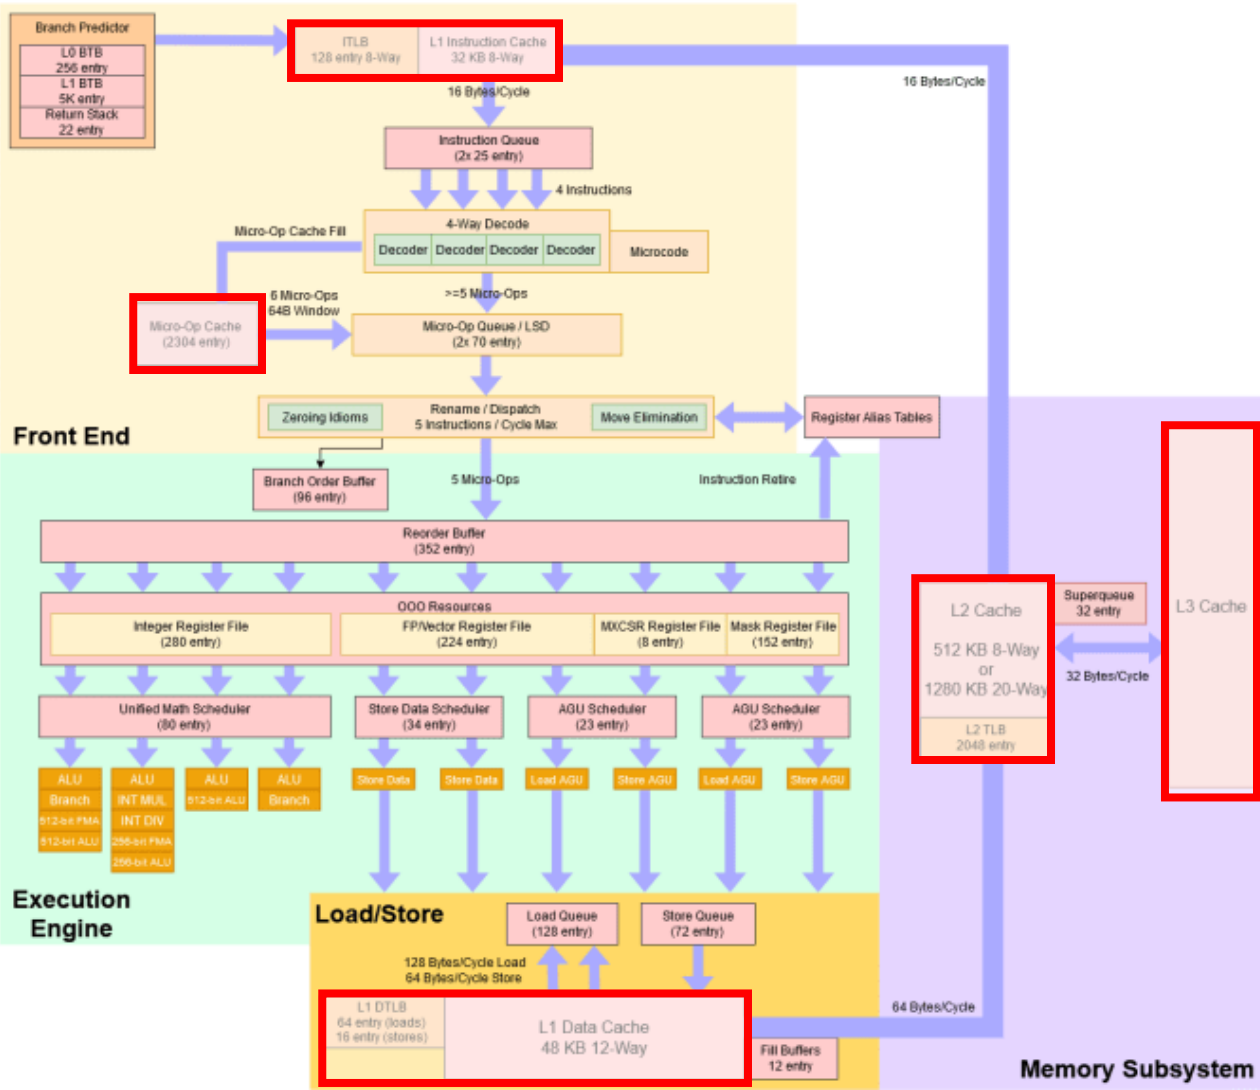 Branch Predictor
L0 BTB
256 entry
L1 BTB
5K entry
Return Stack
22 entry
ITLB
128 entry 8-Way
L1 Instruction Cache
32 KB 8-Way
16 Bytes/Cycle
16 Bytes/Cycle
Instruction Queue
(2x 25 entry)
4 Instructions
4-Way Decode
Decoder Decoder Decoder Decoder
Microcode
Micro-Op Cache Fill
>=5 Micro-Ops
6 Micro-Ops
64B Window
Micro-Op Cache
(2304 entry)
Micro-Op Queue / LSD
(2x 70 entry)
Zeroing Idioms
Rename / Dispatch
5 Instructions / Cycle Max
Move Elimination
Register Alias Tables
Front End
Branch Order Buffer
(96 entry)
5 Micro-Ops
Instruction Retire
Reorder Buffer
(352 entry)
OOO Resources
Integer Register File
(280 entry)
FP/Vector Register File
(224 entry)
MXCSR Register File
(8 entry)
Mask Register File
(152 entry)
Unified Math Scheduler
(80 entry)
Store Data Scheduler
(34 entry)
AGU Scheduler
(23 entry)
AGU Scheduler
(23 entry)
ALU
Branch
512-bit FMA
512-bit ALU
ALU
INT MUL
INT DIV
256-bit FMA
256-bit ALU
ALU
512-bit ALU
ALU
Branch
Store Data
Store Data
Load AGU
Store AGU
Load AGU
Store AGU
L2 Cache
512 KB 8-Way
or
1280 KB 20-Way
L2 TLB
2048 entry
Superqueue
32 entry
32 Bytes/Cycle
L3 Cache
Execution
Engine
Load/Store
Load Queue
(128 entry)
Store Queue
(72 entry)
128 Bytes/Cycle Load
64 Bytes/Cycle Store
L1 DTLB
64 entry (loads)
16 entry (stores)
L1 Data Cache
48 KB 12-Way
64 Bytes/Cycle
Fill Buffers
12 entry
Memory Subsystem